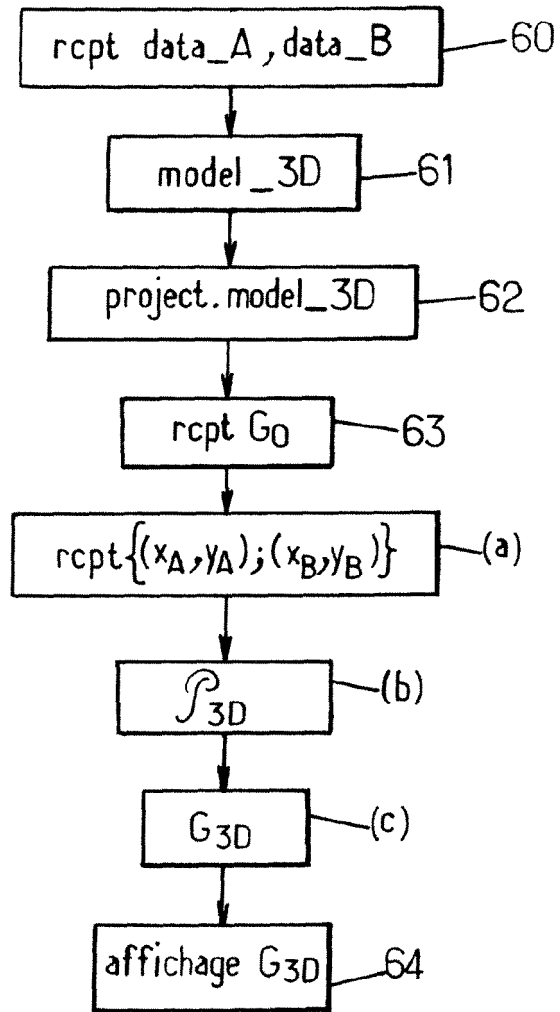 rcpt data_A, data_B 60
model_3D 61
project.model_3D 62
rcpt G0 63
rcpt{(xA,yA);(xB,yB)} (a)
𝒫3D (b)
G3D (c)
affichage G3D 64